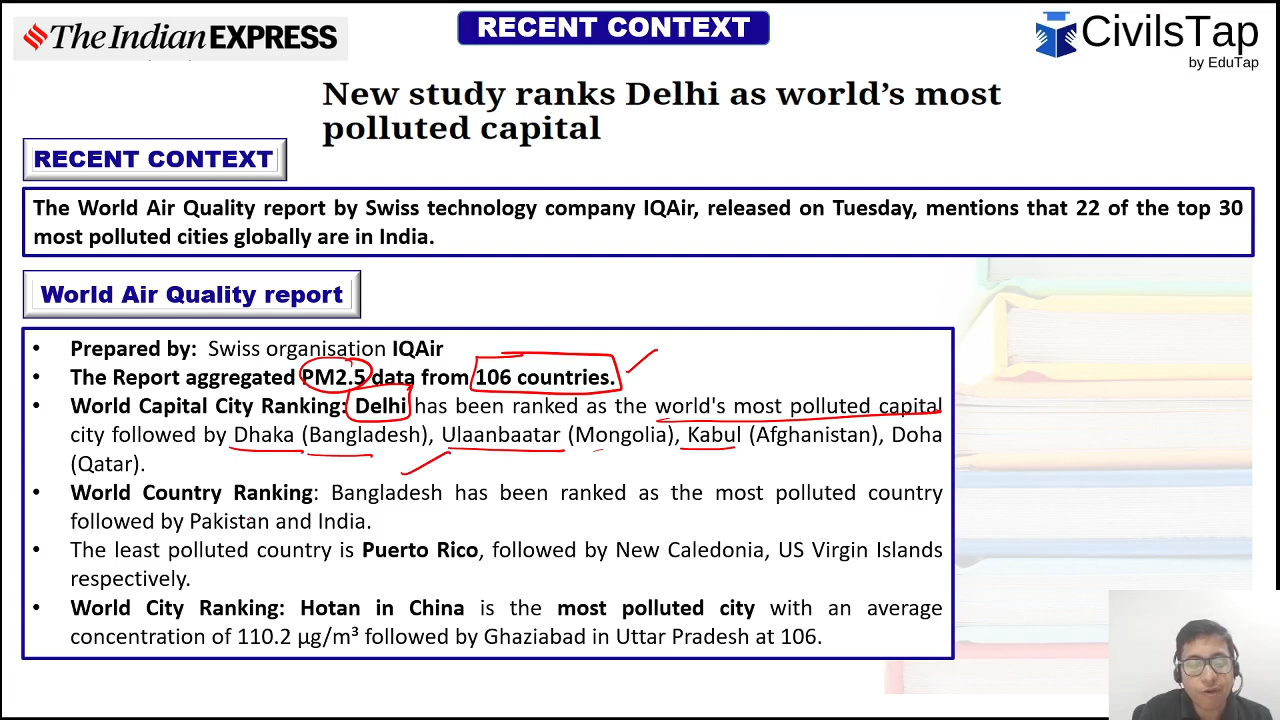 The Indian EXPRESS
RECENT CONTEXT
CivilsTap
by EduTap
New study ranks Delhi as world's most
polluted capital
RECENT CONTEXT
The World Air Quality report by Swiss technology company IQAir, released on Tuesday, mentions that 22 of the top 30
most polluted cities globally are in India.
World Air Quality report
• Prepared by: Swiss organisation IQAir
• The Report aggregated PM2.5 data from 106 countries.
• World Capital City Ranking: Delhi has been ranked as the world's most polluted capital
city followed by Dhaka (Bangladesh), Ulaanbaatar (Mongolia), Kabul (Afghanistan), Doha
(Qatar).
• World Country Ranking: Bangladesh has been ranked as the most polluted country
followed by Pakistan and India.
• The least polluted country is Puerto Rico, followed by New Caledonia, US Virgin Islands
respectively.
• World City Ranking: Hotan in China is the most polluted city with an average
concentration of 110.2 µg/m³ followed by Ghaziabad in Uttar Pradesh at 106.